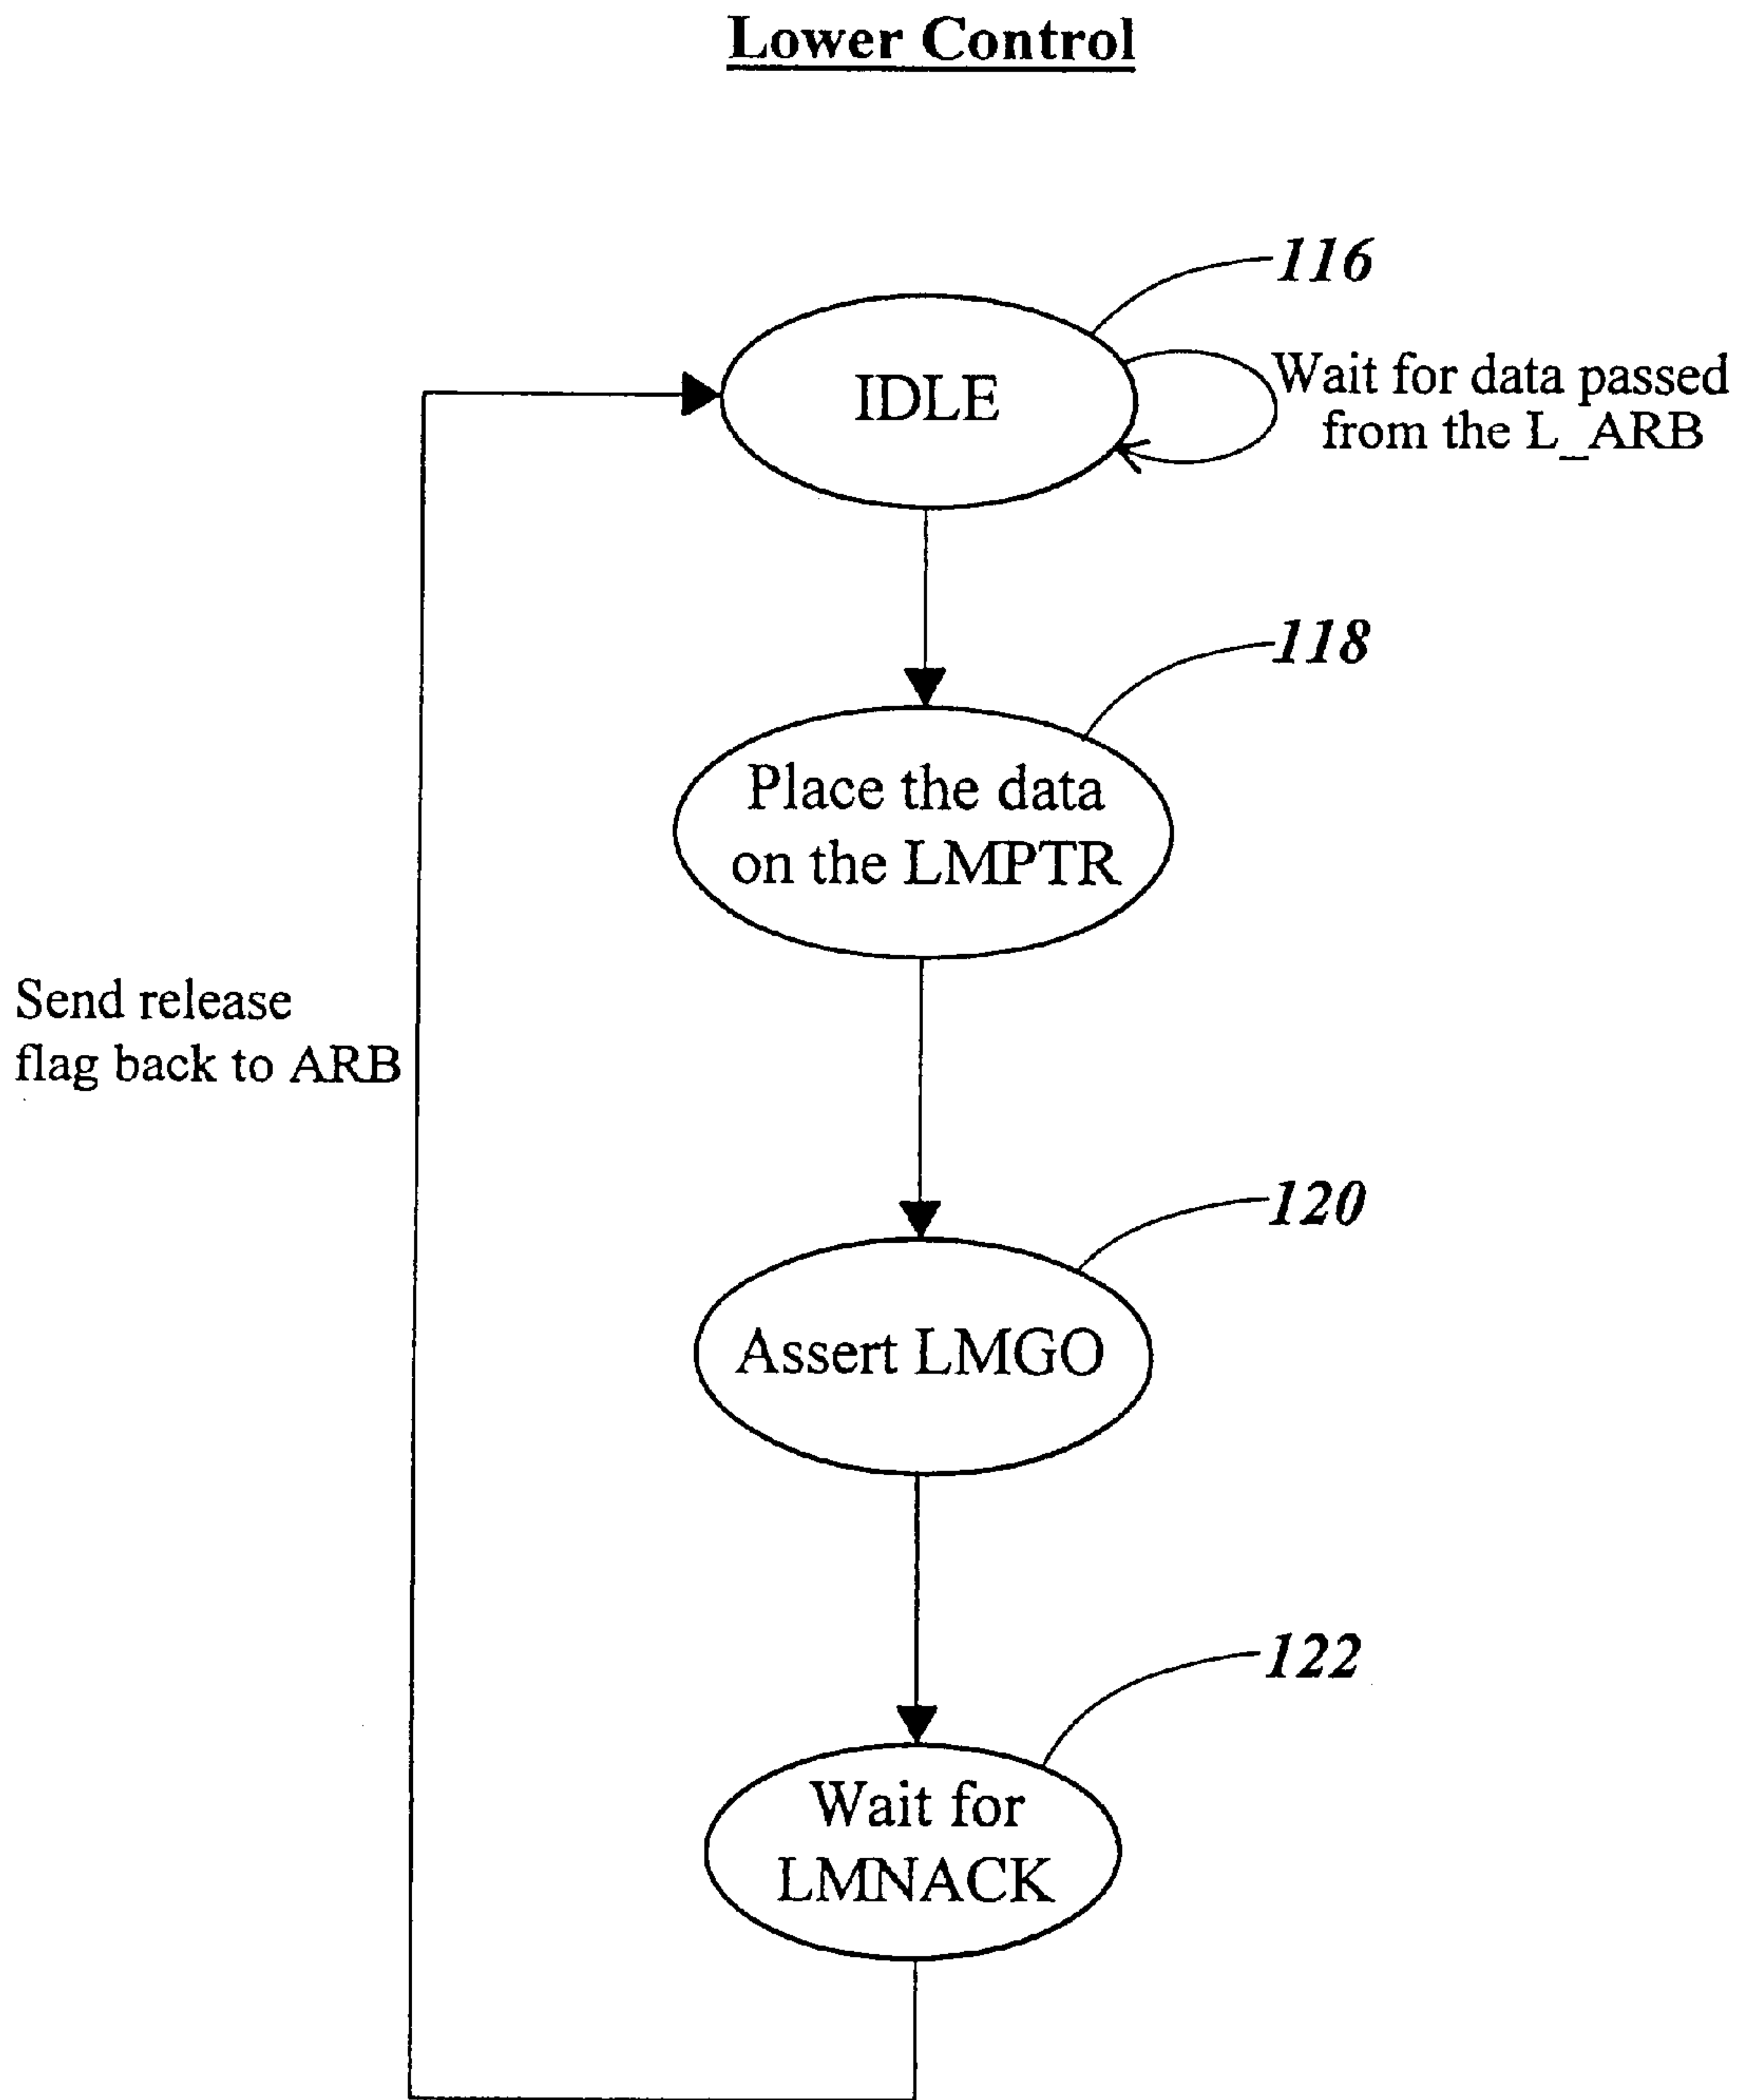 Lower Control
116
IDLE
Wait for data passed
from the L_ARB
118
Place the data
on the LMPTR
Send release
flag back to ARB
120
Assert LMGO
122
Wait for
LMNACK